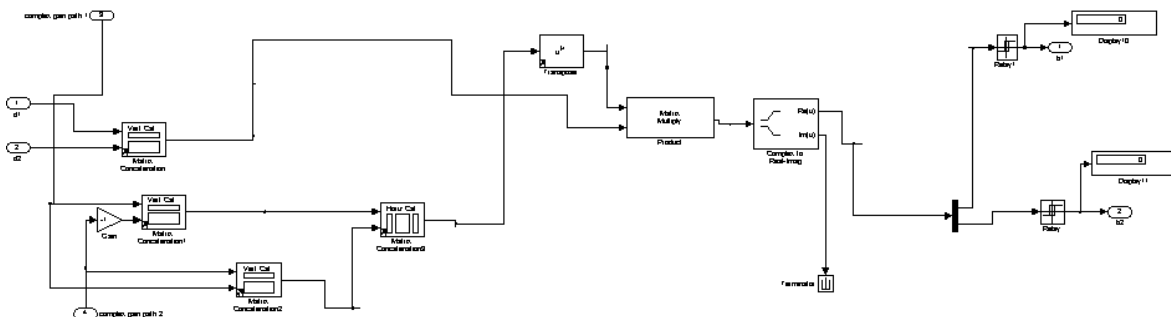 complex gain path 1
3
1
d1
2
d2
Vert Cat
Matrix
Concatenation
Vert Cat
Matrix
Concatenation1
-1
Gain
Vert Cat
Matrix
Concatenation2
4
complex gain path 2
Horiz Cat
Matrix
Concatenation3
Transpose
Matrix
Multiply
Product
Re(u)
Im(u)
Complex to
Real-Imag
Terminator
Relay1
0
Display10
1
b1
0
Display11
Relay
2
b2